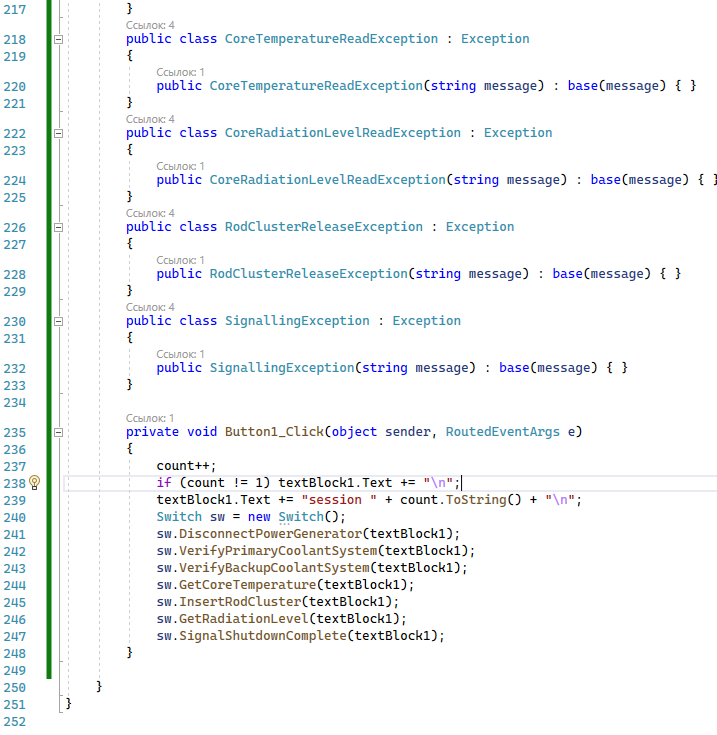 217 }
Ссылок: 4
218 public class CoreTemperatureReadException : Exception
219 {
Ссылок: 1
220 public CoreTemperatureReadException(string message) : base(message) { }
221 }
Ссылок: 4
222 public class CoreRadiationLevelReadException : Exception
223 {
Ссылок: 1
224 public CoreRadiationLevelReadException(string message) : base(message) { }
225 }
Ссылок: 4
226 public class RodClusterReleaseException : Exception
227 {
Ссылок: 1
228 public RodClusterReleaseException(string message) : base(message) { }
229 }
Ссылок: 4
230 public class SignallingException : Exception
231 {
Ссылок: 1
232 public SignallingException(string message) : base(message) { }
233 }
234
Ссылок: 1
235 private void Button1_Click(object sender, RoutedEventArgs e)
236 {
237 count++;
238 if (count != 1) textBlock1.Text += "\n";
239 textBlock1.Text += "session " + count.ToString() + "\n";
240 Switch sw = new Switch();
241 sw.DisconnectPowerGenerator(textBlock1);
242 sw.VerifyPrimaryCoolantSystem(textBlock1);
243 sw.VerifyBackupCoolantSystem(textBlock1);
244 sw.GetCoreTemperature(textBlock1);
245 sw.InsertRodCluster(textBlock1);
246 sw.GetRadiationLevel(textBlock1);
247 sw.SignalShutdownComplete(textBlock1);
248 }
249
250 }
251 }
252